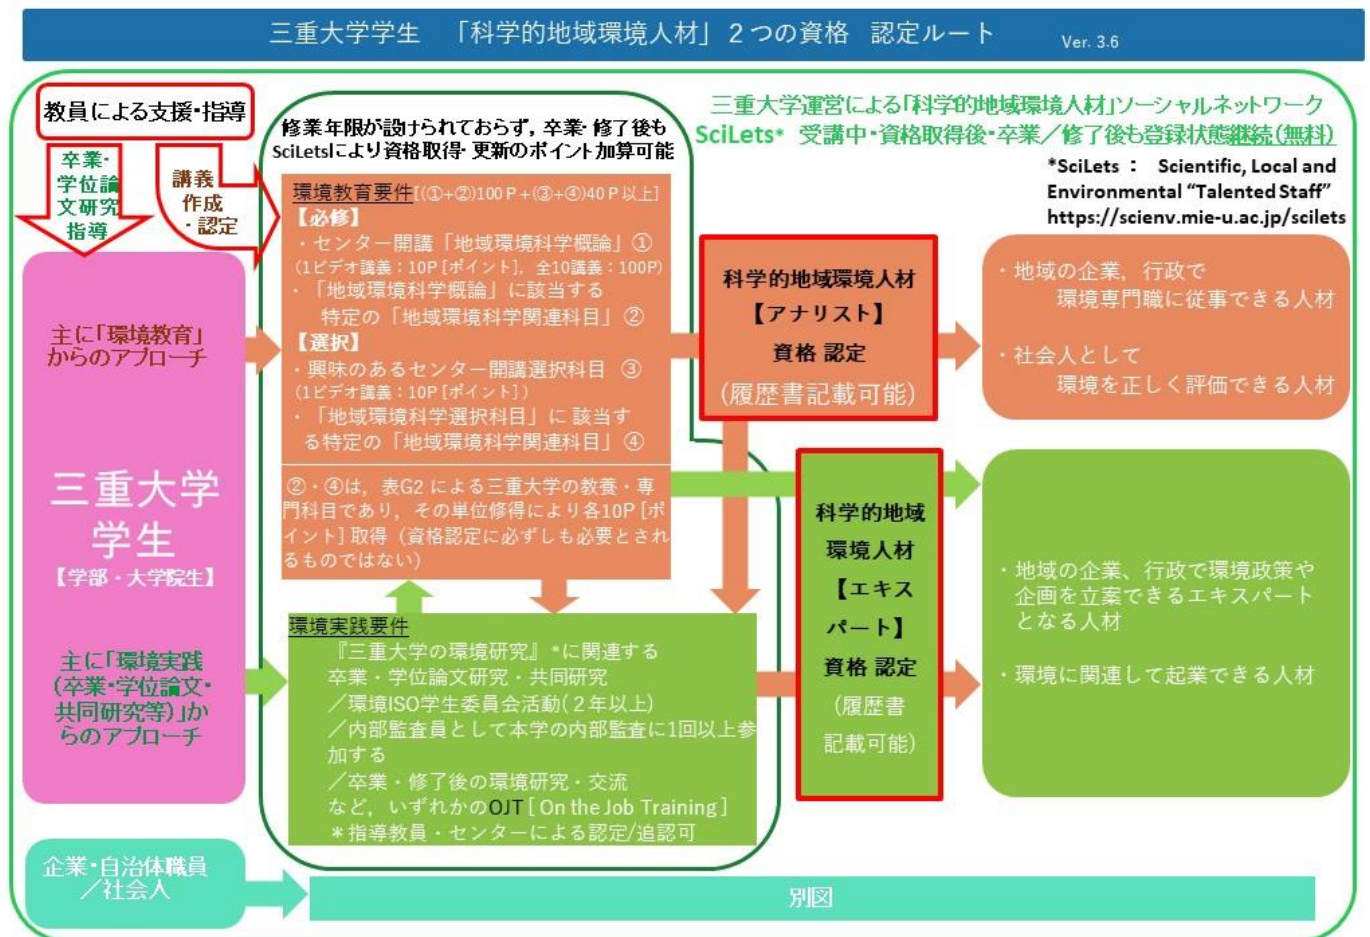 三重大学学生 「科学的地域環境人材」２つの資格 認定ルート Ver. 3.6
教員による支援・指導
卒業・
学位論
文研究
指導
講義
作成
・認定
修業年限が設けられておらず，卒業・修了後も
SciLetsにより資格取得・更新のポイント加算可能
三重大学運営による「科学的地域環境人材」ソーシャルネットワーク
SciLets* 受講中・資格取得後・卒業／修了後も登録状態継続(無料)
*SciLets ： Scientific, Local and
Environmental “Talented Staff”
https://scienv.mie-u.ac.jp/scilets
主に「環境教育」
からのアプローチ
三重大学
学生
【学部・大学院生】
主に「環境実践
(卒業・学位論文・
共同研究等)」か
らのアプローチ
環境教育要件[(①+②)100Ｐ+(③+④)40Ｐ以上]
【必修】
・センター開講「地域環境科学概論」①
(1ビデオ講義：10P [ポイント]，全10講義：100P)
・「地域環境科学概論」に該当する
特定の「地域環境科学関連科目」②
【選択】
・興味のあるセンター開講選択科目 ③
(1ビデオ講義：10P [ポイント] )
・「地域環境科学選択科目」に 該当す
る特定の「地域環境科学関連科目」④
②・④は，表G2 による三重大学の教養・専
門科目であり，その単位修得により各10P [ポ
イント] 取得（資格認定に必ずしも必要とされ
るものではない）
環境実践要件
『三重大学の環境研究』*に関連する
卒業・学位論文研究・共同研究
／環境ISO学生委員会活動(２年以上)
／内部監査員として本学の内部監査に1回以上参
加する
／卒業・修了後の環境研究・交流
など，いずれかのOJT [ On the Job Training ]
＊指導教員・センターによる認定/追認可
科学的地域環境人材
【アナリスト】
資格 認定
(履歴書記載可能)
科学的地域
環境人材
【エキス
パート】
資格 認定
(履歴書
記載可能)
・地域の企業，行政で
環境専門職に従事できる人材
・社会人として
環境を正しく評価できる人材
・地域の企業、行政で環境政策や
企画を立案できるエキスパート
となる人材
・環境に関連して起業できる人材
企業・自治体職員
／社会人
別図